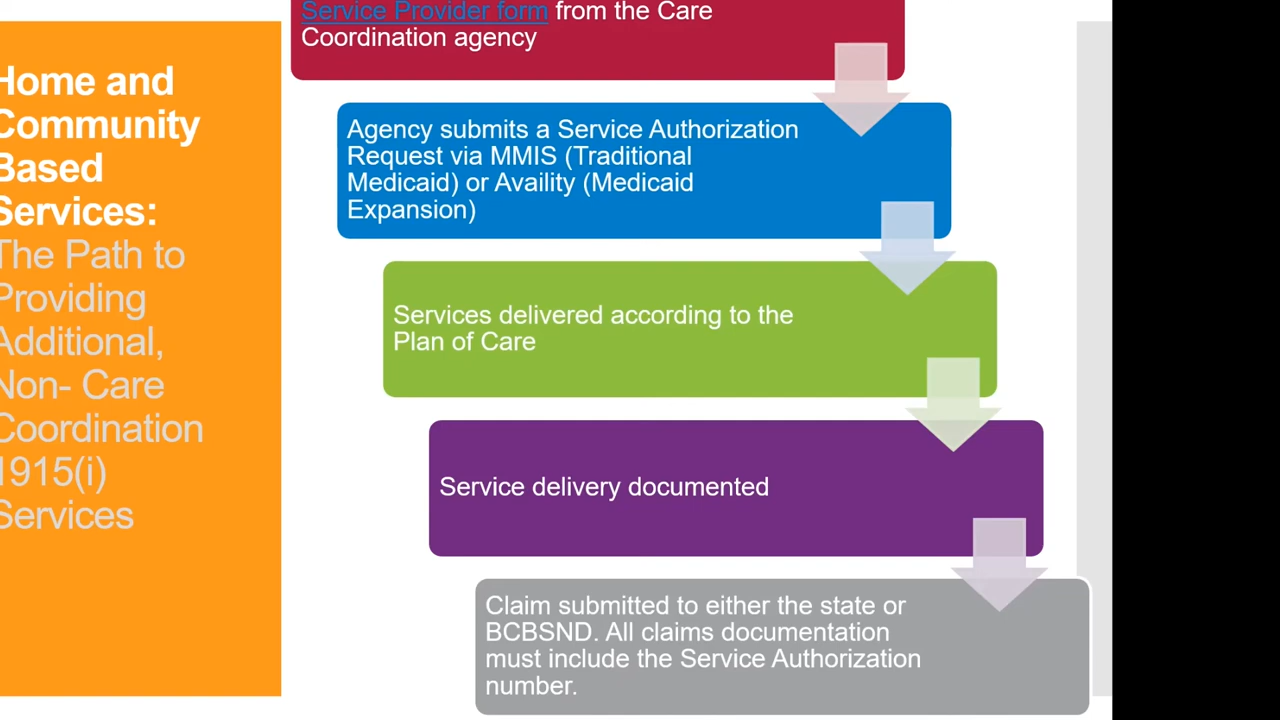 Home and
Community
Based
Services:
The Path to
Providing
Additional,
Non- Care
Coordination
1915(i)
Services
Service Provider form from the Care
Coordination agency
Agency submits a Service Authorization
Request via MMIS (Traditional
Medicaid) or Availity (Medicaid
Expansion)
Services delivered according to the
Plan of Care
Service delivery documented
Claim submitted to either the state or
BCBSND. All claims documentation
must include the Service Authorization
number.